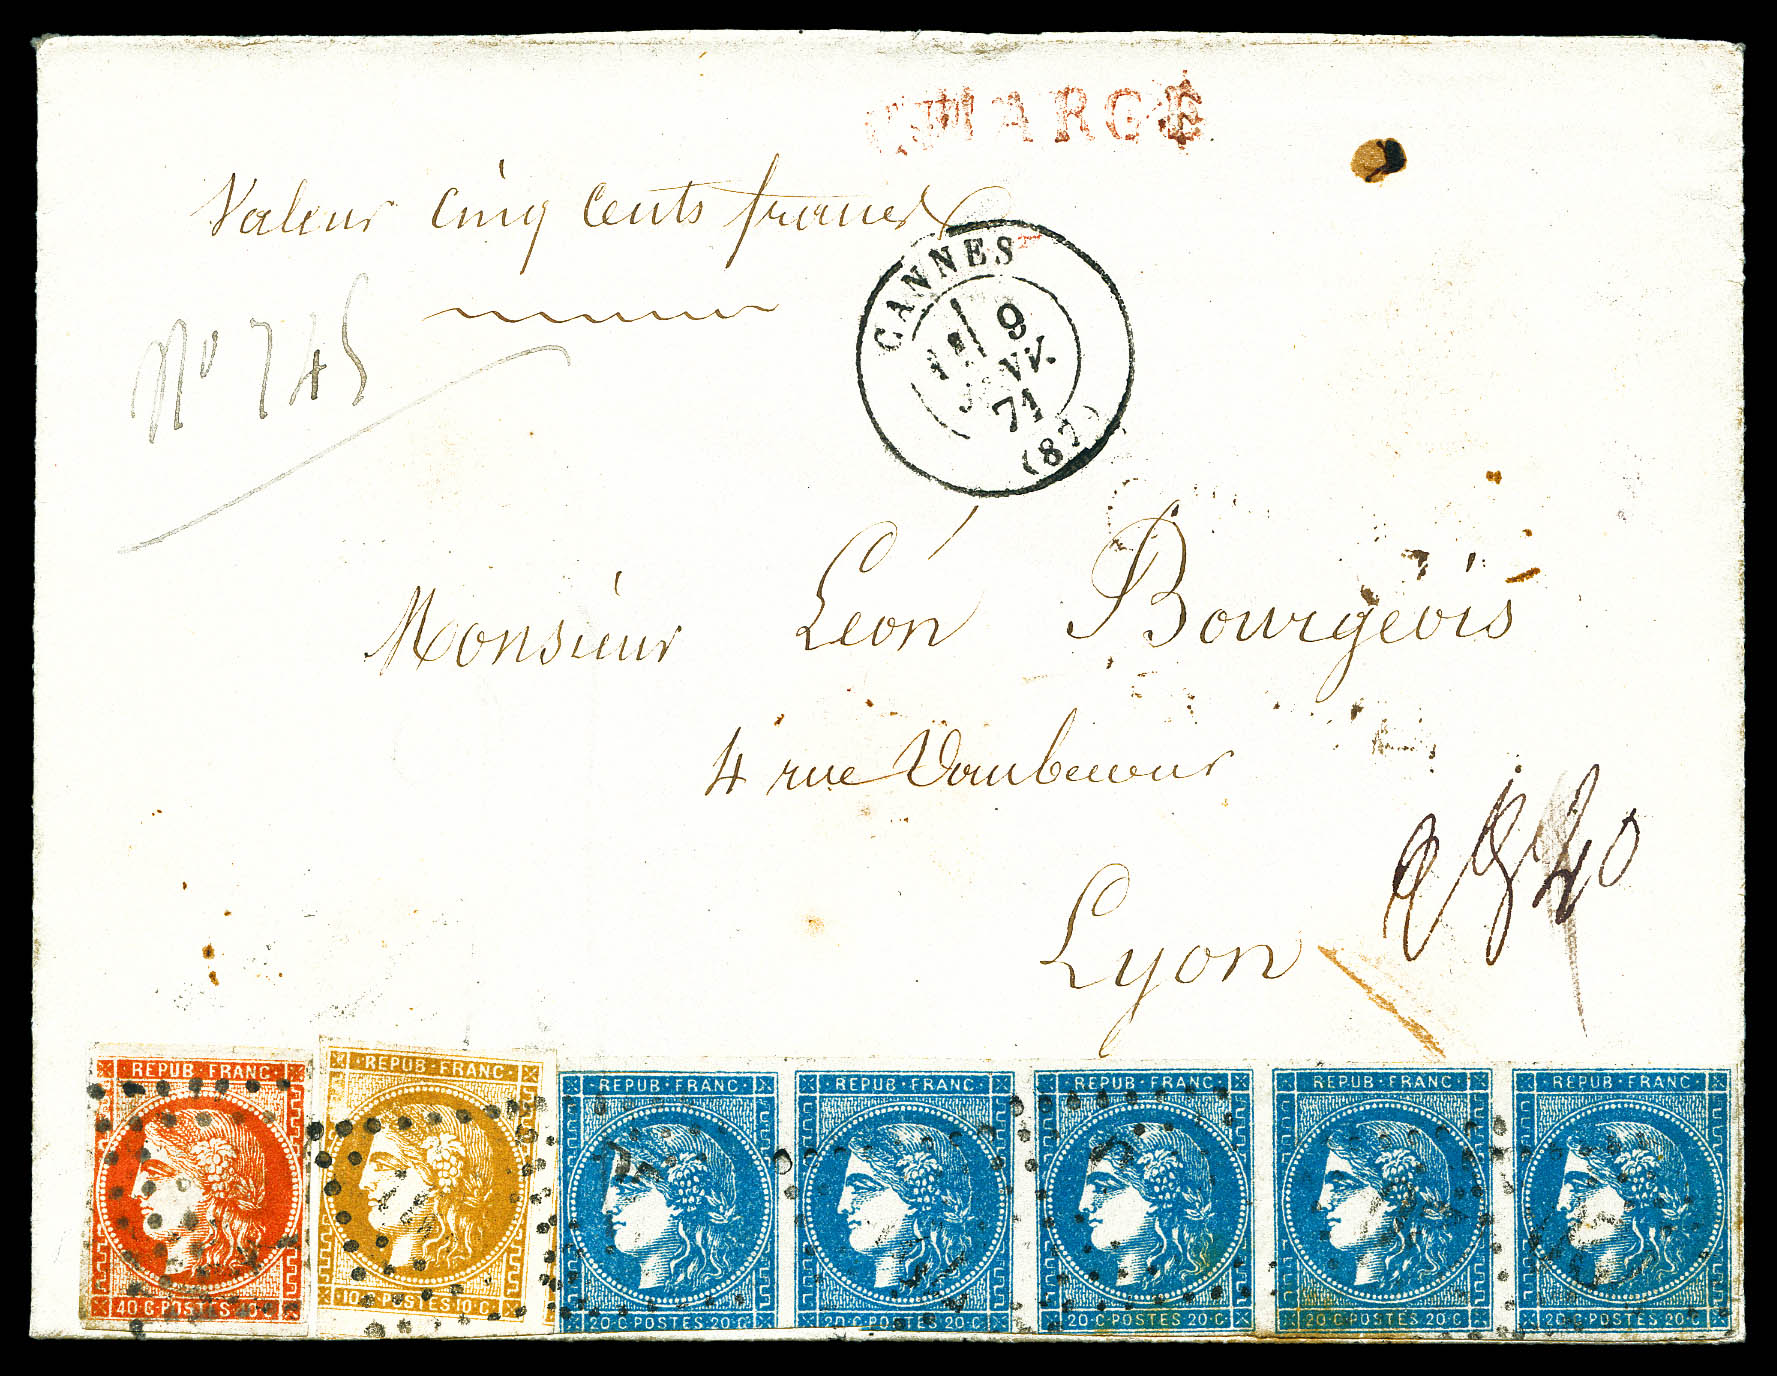 CHARGÉ
Valeur cinq cents francs
CANNES
9
JANV.
71
(87)
No 745
Monsieur Léon Bourgeois
4 rue Vaubecour
Lyon
REPUB·FRANC
40·C·POSTES·40·C
REPUB·FRANC
10·C·POSTES·10·C
REPUB·FRANC
20·C·POSTES·20·C
REPUB·FRANC
20·C·POSTES·20·C
REPUB·FRANC
20·C·POSTES·20·C
REPUB·FRANC
20·C·POSTES·20·C
REPUB·FRANC
20·C·POSTES·20·C